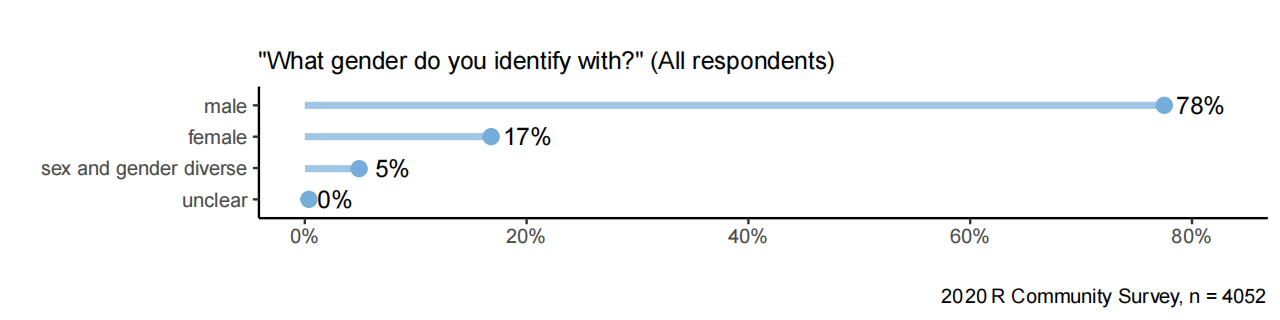 "What gender do you identify with?" (All respondents)
male 78%
female 17%
sex and gender diverse 5%
unclear 0%
0% 20% 40% 60% 80%
2020 R Community Survey, n = 4052